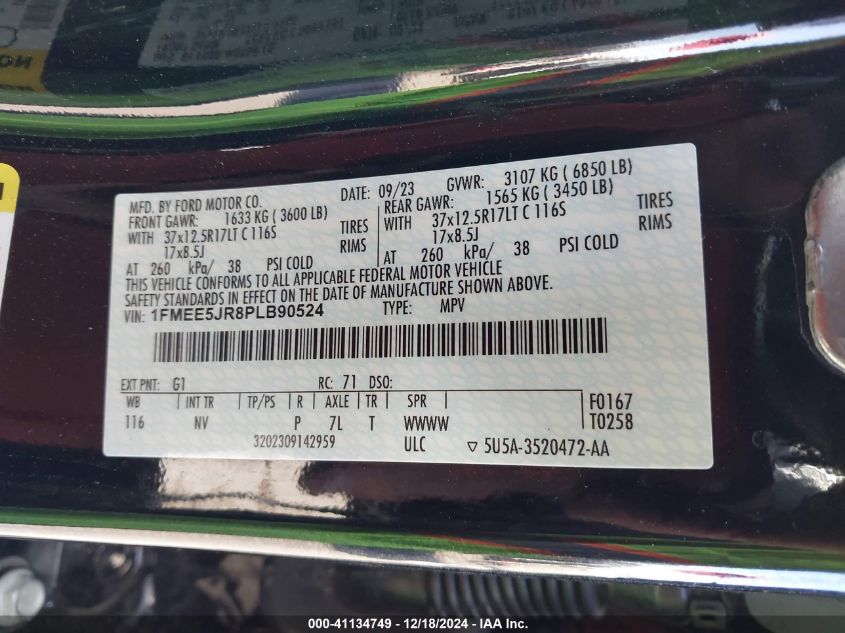 MFD. BY FORD MOTOR CO.
DATE: 09/23 GVWR: 3107 KG ( 6850 LB)
FRONT GAWR: 1633 KG ( 3600 LB)
REAR GAWR: 1565 KG ( 3450 LB)
WITH 37x12.5R17LT C 116S TIRES
37x12.5R17LT C 116S TIRES
17x8.5J RIMS
17x8.5J RIMS
AT 260 kPa/ 38 PSI COLD
AT 260 kPa/ 38 PSI COLD
THIS VEHICLE CONFORMS TO ALL APPLICABLE FEDERAL MOTOR VEHICLE
SAFETY STANDARDS IN EFFECT ON THE DATE OF MANUFACTURE SHOWN ABOVE.
VIN: 1FMEE5JR8PLB90524 TYPE: MPV
EXT PNT: G1 RC: 71 DSO:
WB INT TR TP/PS R AXLE TR SPR F0167
116 NV P 7L T WWWW T0258
3202309142959 ULC 5U5A-3520472-AA
000-41134749 - 12/18/2024 - IAA Inc.